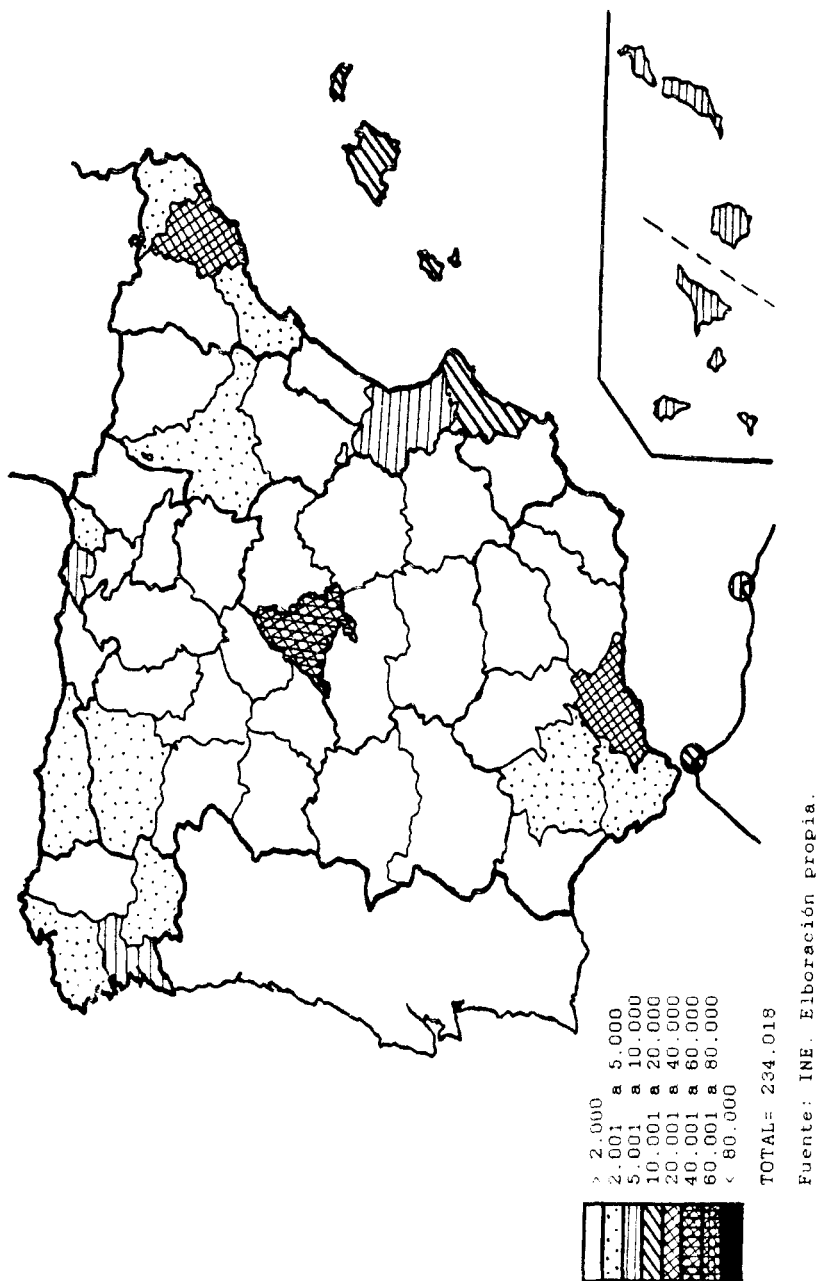 > 2.000
2.001 a 5.000
5.001 a 10.000
10.001 a 20.000
20.001 a 40.000
40.001 a 60.000
60.001 a 80.000
< 80.000
TOTAL= 234.018
Fuente: INE. Elboración propia.